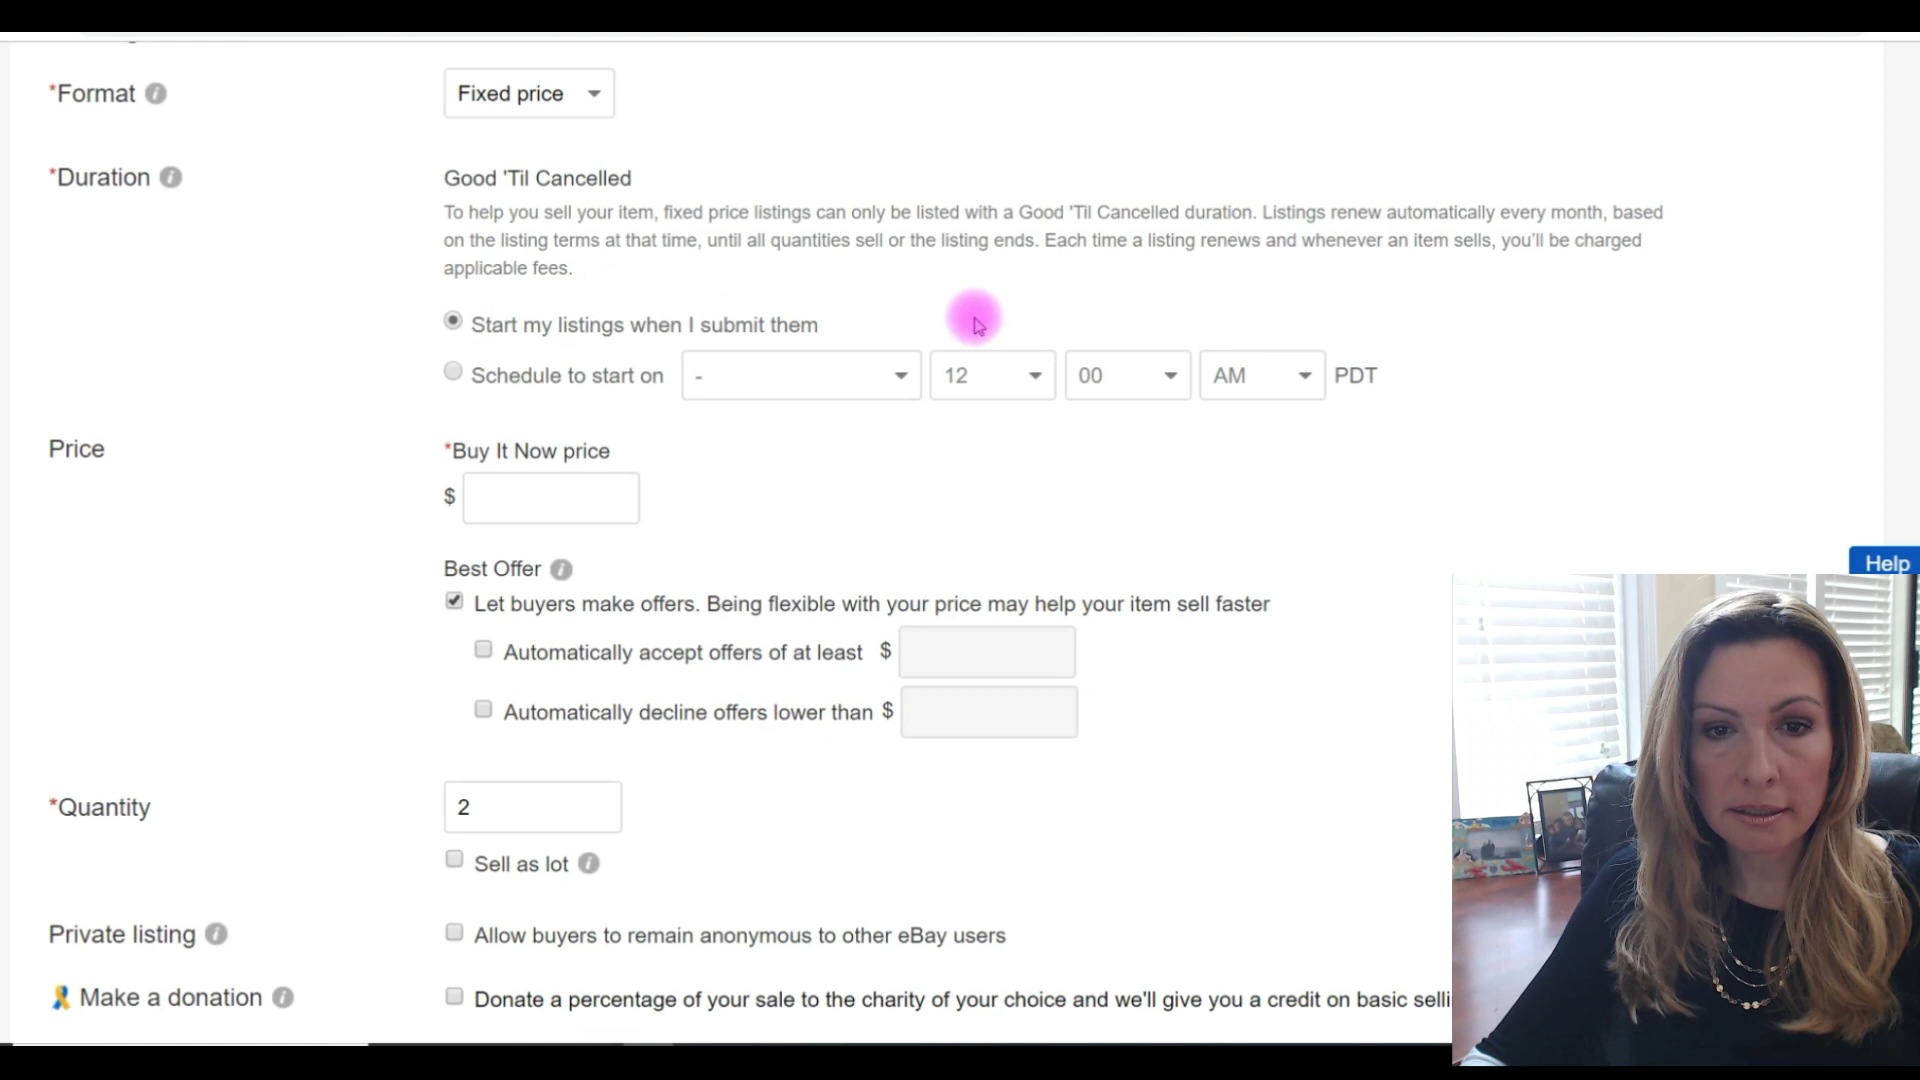 *Format
Fixed price
*Duration
Good 'Til Cancelled
To help you sell your item, fixed price listings can only be listed with a Good 'Til Cancelled duration. Listings renew automatically every month, based
on the listing terms at that time, until all quantities sell or the listing ends. Each time a listing renews and whenever an item sells, you'll be charged
applicable fees.
Start my listings when I submit them
Schedule to start on - 12 00 AM PDT
Price
*Buy It Now price
$
Best Offer
Let buyers make offers. Being flexible with your price may help your item sell faster
Automatically accept offers of at least $
Automatically decline offers lower than $
Help
*Quantity
2
Sell as lot
Private listing
Allow buyers to remain anonymous to other eBay users
Make a donation
Donate a percentage of your sale to the charity of your choice and we'll give you a credit on basic selli